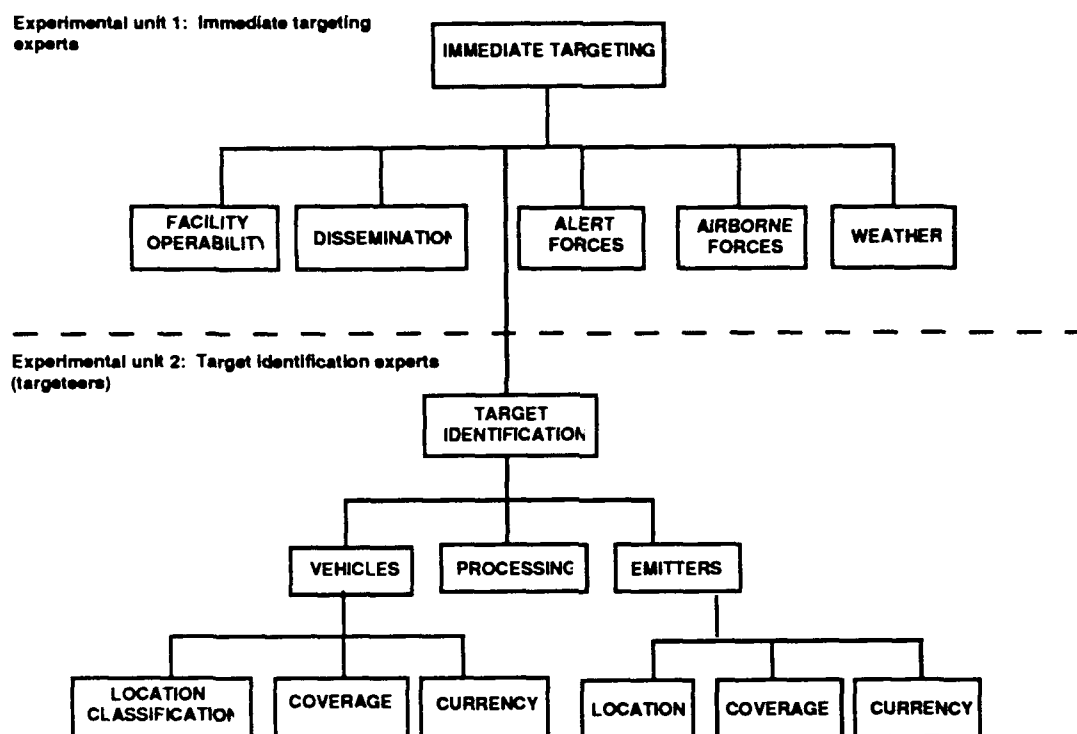 Experimental unit 1: Immediate targeting
experts
IMMEDIATE TARGETING
FACILITY
OPERABILITY
DISSEMINATION
ALERT
FORCES
AIRBORNE
FORCES
WEATHER
Experimental unit 2: Target identification experts
(targeteers)
TARGET
IDENTIFICATION
VEHICLES
PROCESSING
EMITTERS
LOCATION
CLASSIFICATION
COVERAGE
CURRENCY
LOCATION
COVERAGE
CURRENCY